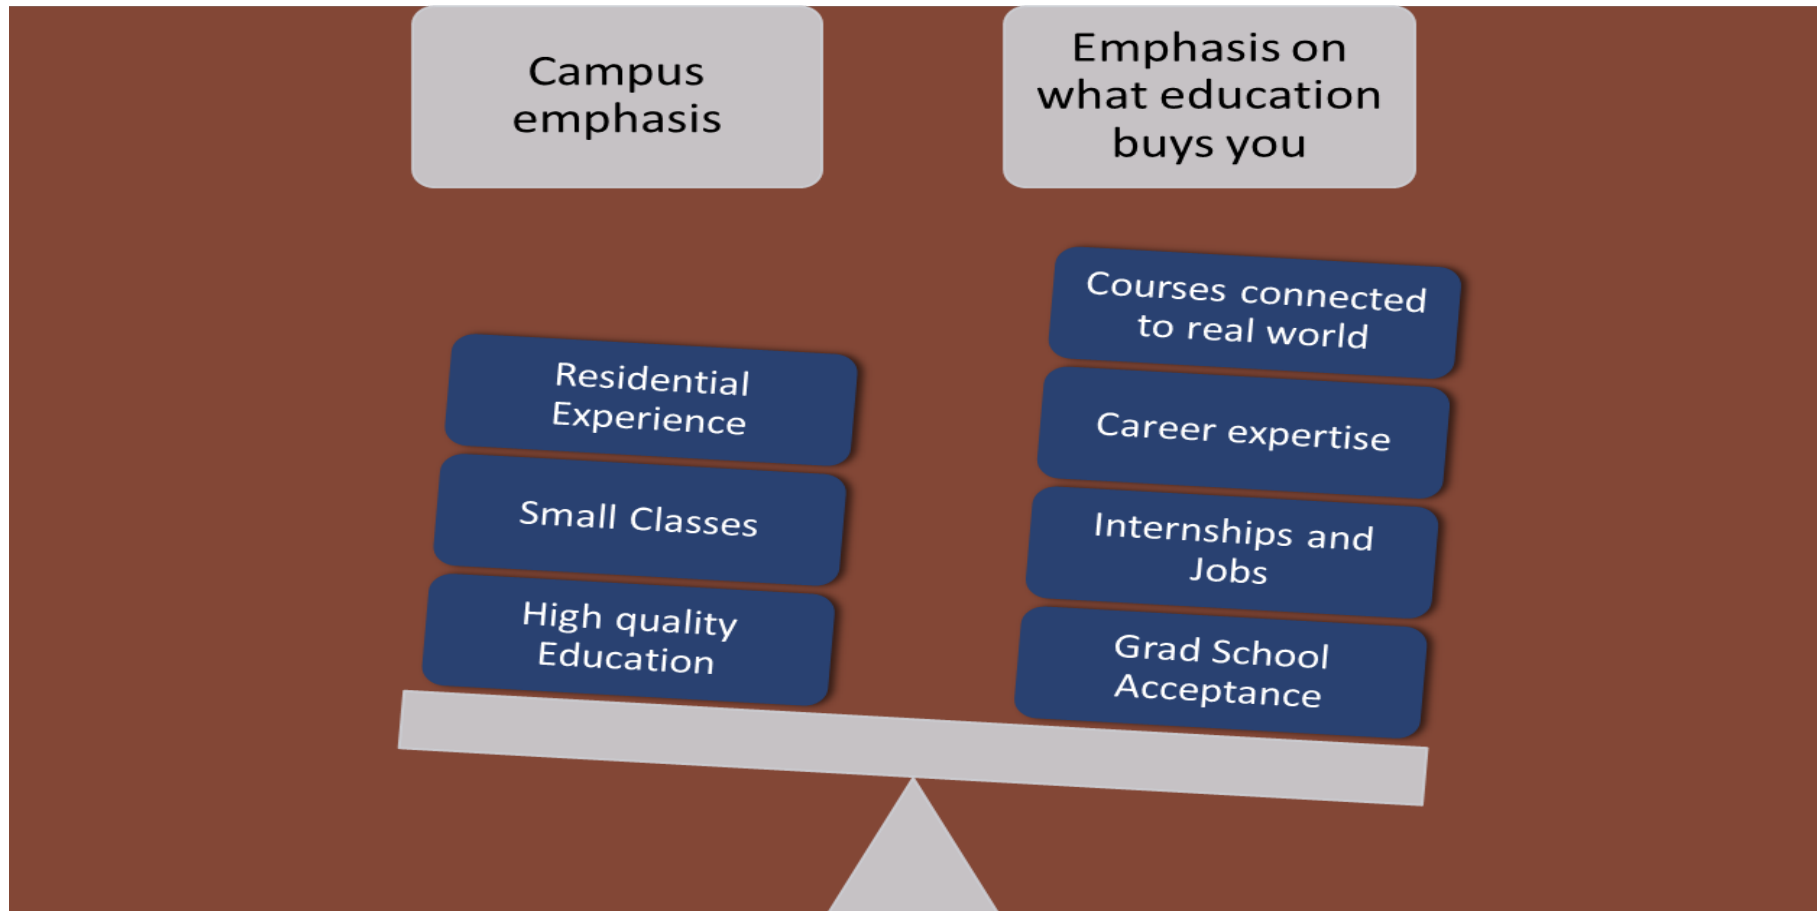 Campus
emphasis
Emphasis on
what education
buys you
Residential
Experience
Small Classes
High quality
Education
Courses connected
to real world
Career expertise
Internships and
Jobs
Grad School
Acceptance